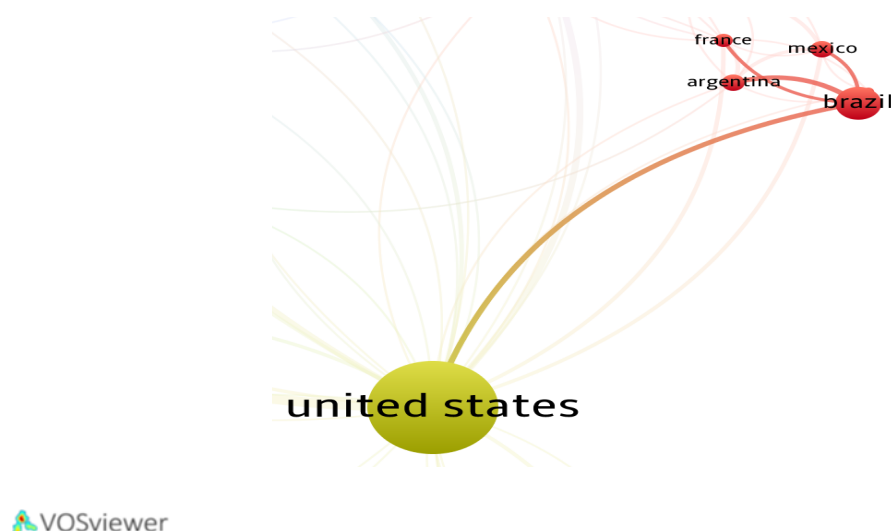 france
mexico
argentina
brazil
united states
VOSviewer